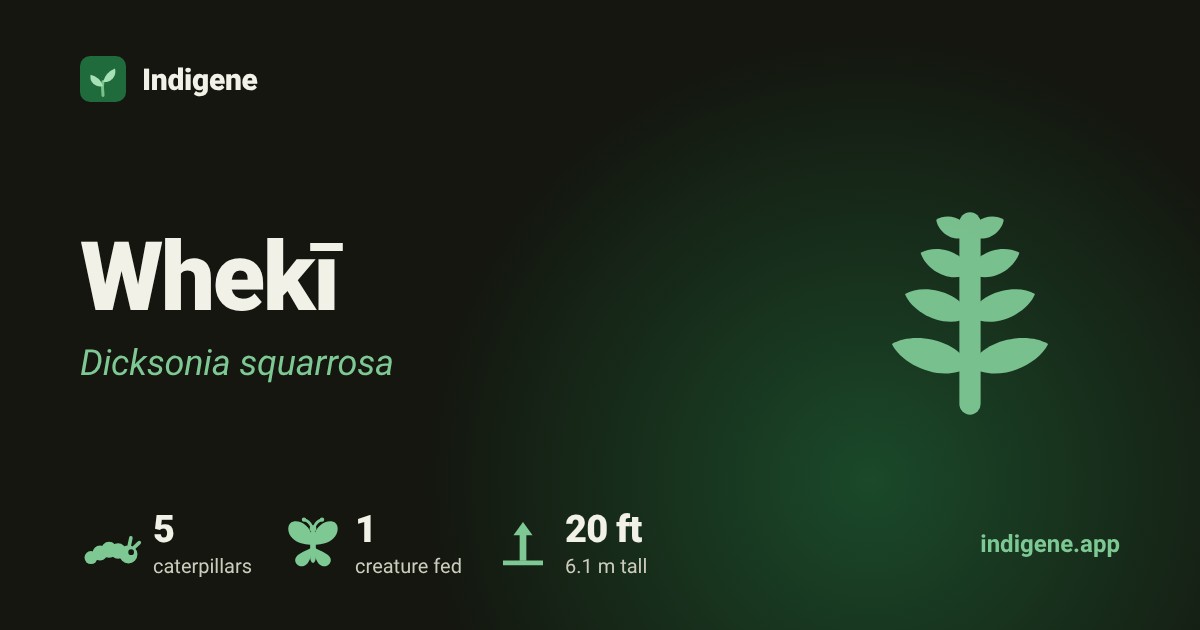 Indigene
Whekī
Dicksonia squarrosa
5
caterpillars
1
creature fed
20 ft
6.1 m tall
indigene.app